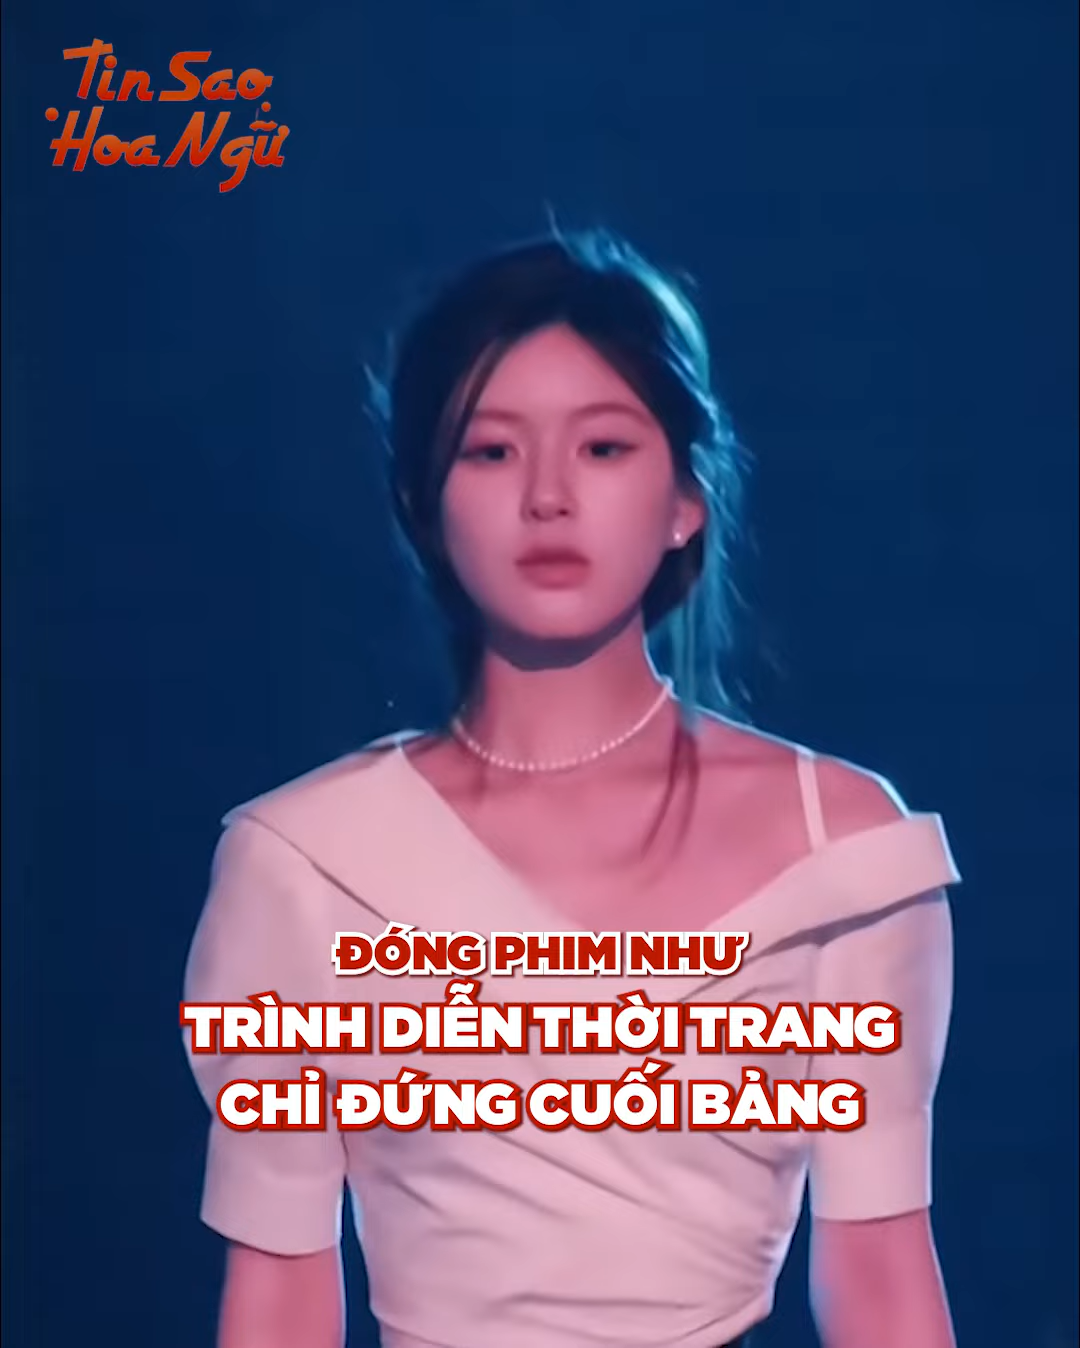 Tin Sao
Hoa Ngữ
ĐÓNG PHIM NHƯ
TRÌNH DIỄN THỜI TRANG
CHỈ ĐỨNG CUỐI BẢNG